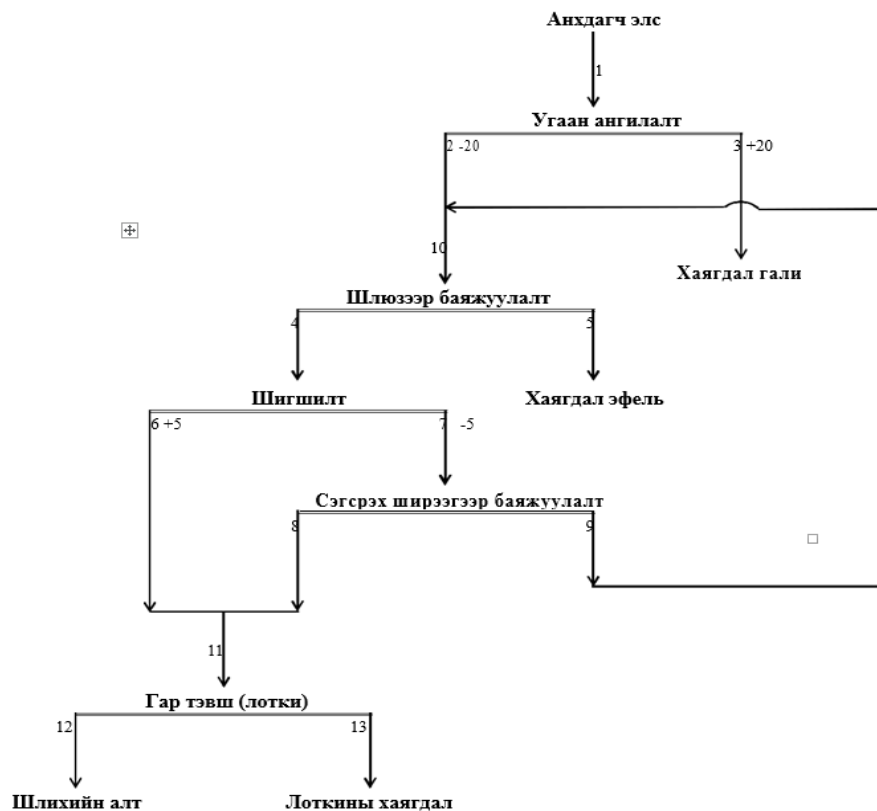 Анхдагч элс
1
Угаан ангилалт
2 -20
3 +20
10
Хаягдал гали
Шлюзээр баяжуулалт
4
5
Шигшилт
Хаягдал эфель
6 +5
7 -5
Сэгсрэх ширээгээр баяжуулалт
8
9
11
Гар тэвш (лотки)
12
13
Шлихийн алт
Лоткины хаягдал